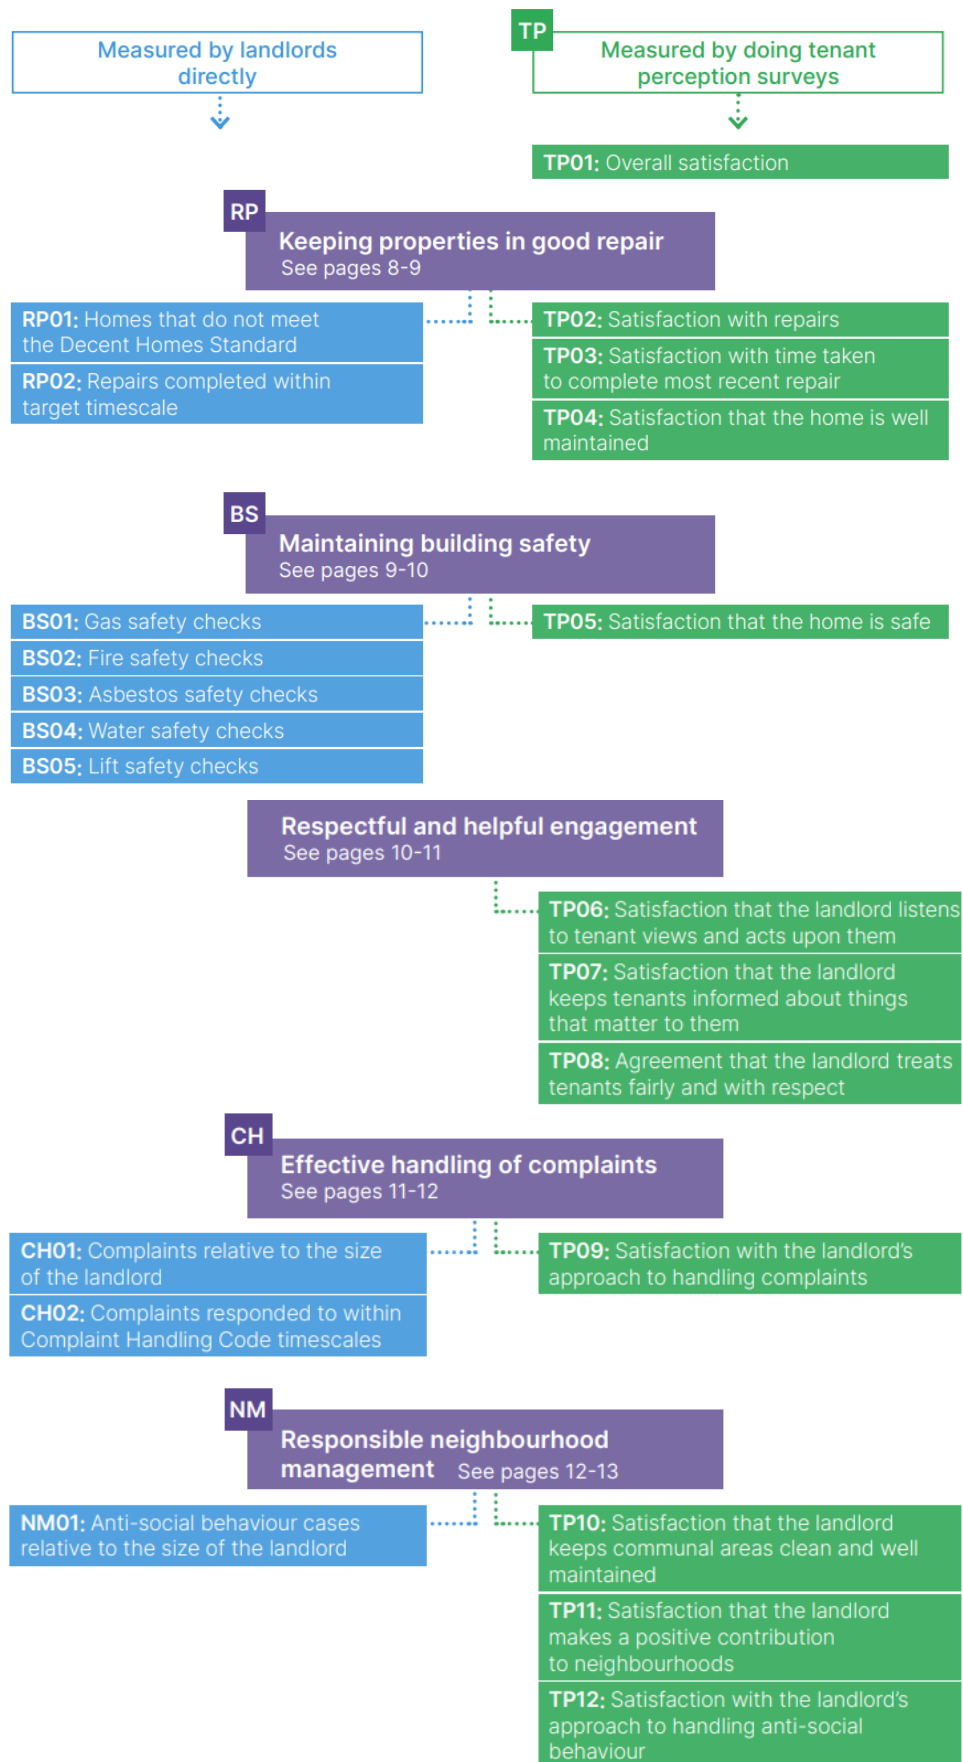 Measured by landlords
directly
TP
Measured by doing tenant
perception surveys
TP01: Overall satisfaction
RP
Keeping properties in good repair
See pages 8-9
RP01: Homes that do not meet
the Decent Homes Standard
RP02: Repairs completed within
target timescale
TP02: Satisfaction with repairs
TP03: Satisfaction with time taken
to complete most recent repair
TP04: Satisfaction that the home is well
maintained
BS
Maintaining building safety
See pages 9-10
BS01: Gas safety checks
BS02: Fire safety checks
BS03: Asbestos safety checks
BS04: Water safety checks
BS05: Lift safety checks
TP05: Satisfaction that the home is safe
Respectful and helpful engagement
See pages 10-11
TP06: Satisfaction that the landlord listens
to tenant views and acts upon them
TP07: Satisfaction that the landlord
keeps tenants informed about things
that matter to them
TP08: Agreement that the landlord treats
tenants fairly and with respect
CH
Effective handling of complaints
See pages 11-12
CH01: Complaints relative to the size
of the landlord
CH02: Complaints responded to within
Complaint Handling Code timescales
TP09: Satisfaction with the landlord's
approach to handling complaints
NM
Responsible neighbourhood
management See pages 12-13
NM01: Anti-social behaviour cases
relative to the size of the landlord
TP10: Satisfaction that the landlord
keeps communal areas clean and well
maintained
TP11: Satisfaction that the landlord
makes a positive contribution
to neighbourhoods
TP12: Satisfaction with the landlord's
approach to handling anti-social
behaviour